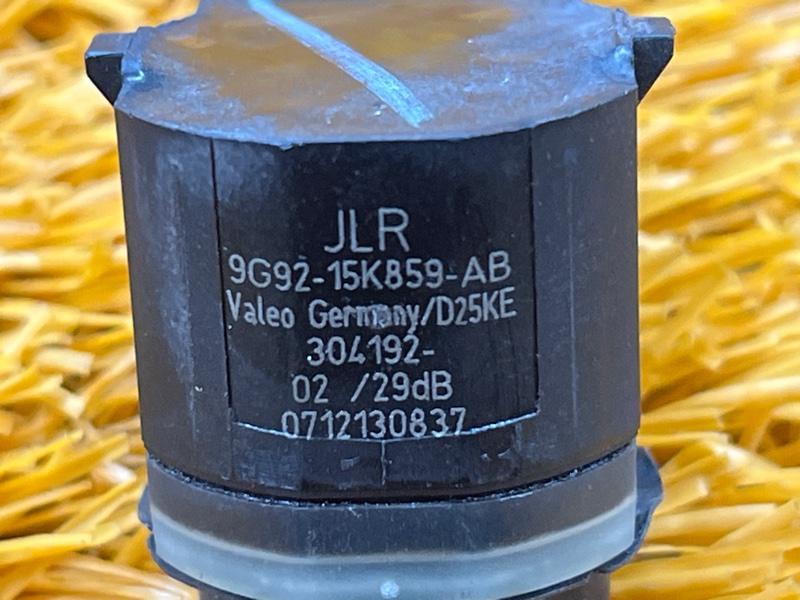 JLR
9G92-15K859-AB
Valeo Germany/D25KE
304192-
02 /29dB
0712130837